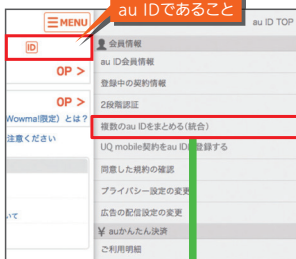 au IDであること
MENU
au ID TOP
ID
会員情報
au ID会員情報
OP >
登録中の契約情報
2段階認証
OP >
Wowma!限定）とは？
複数のau IDをまとめる(統合)
注意ください
UQ mobile契約をau IDに登録する
同意した規約の確認
プライバシー設定の変更
いて
広告の配信設定の変更
¥ auかんたん決済
ご利用明細